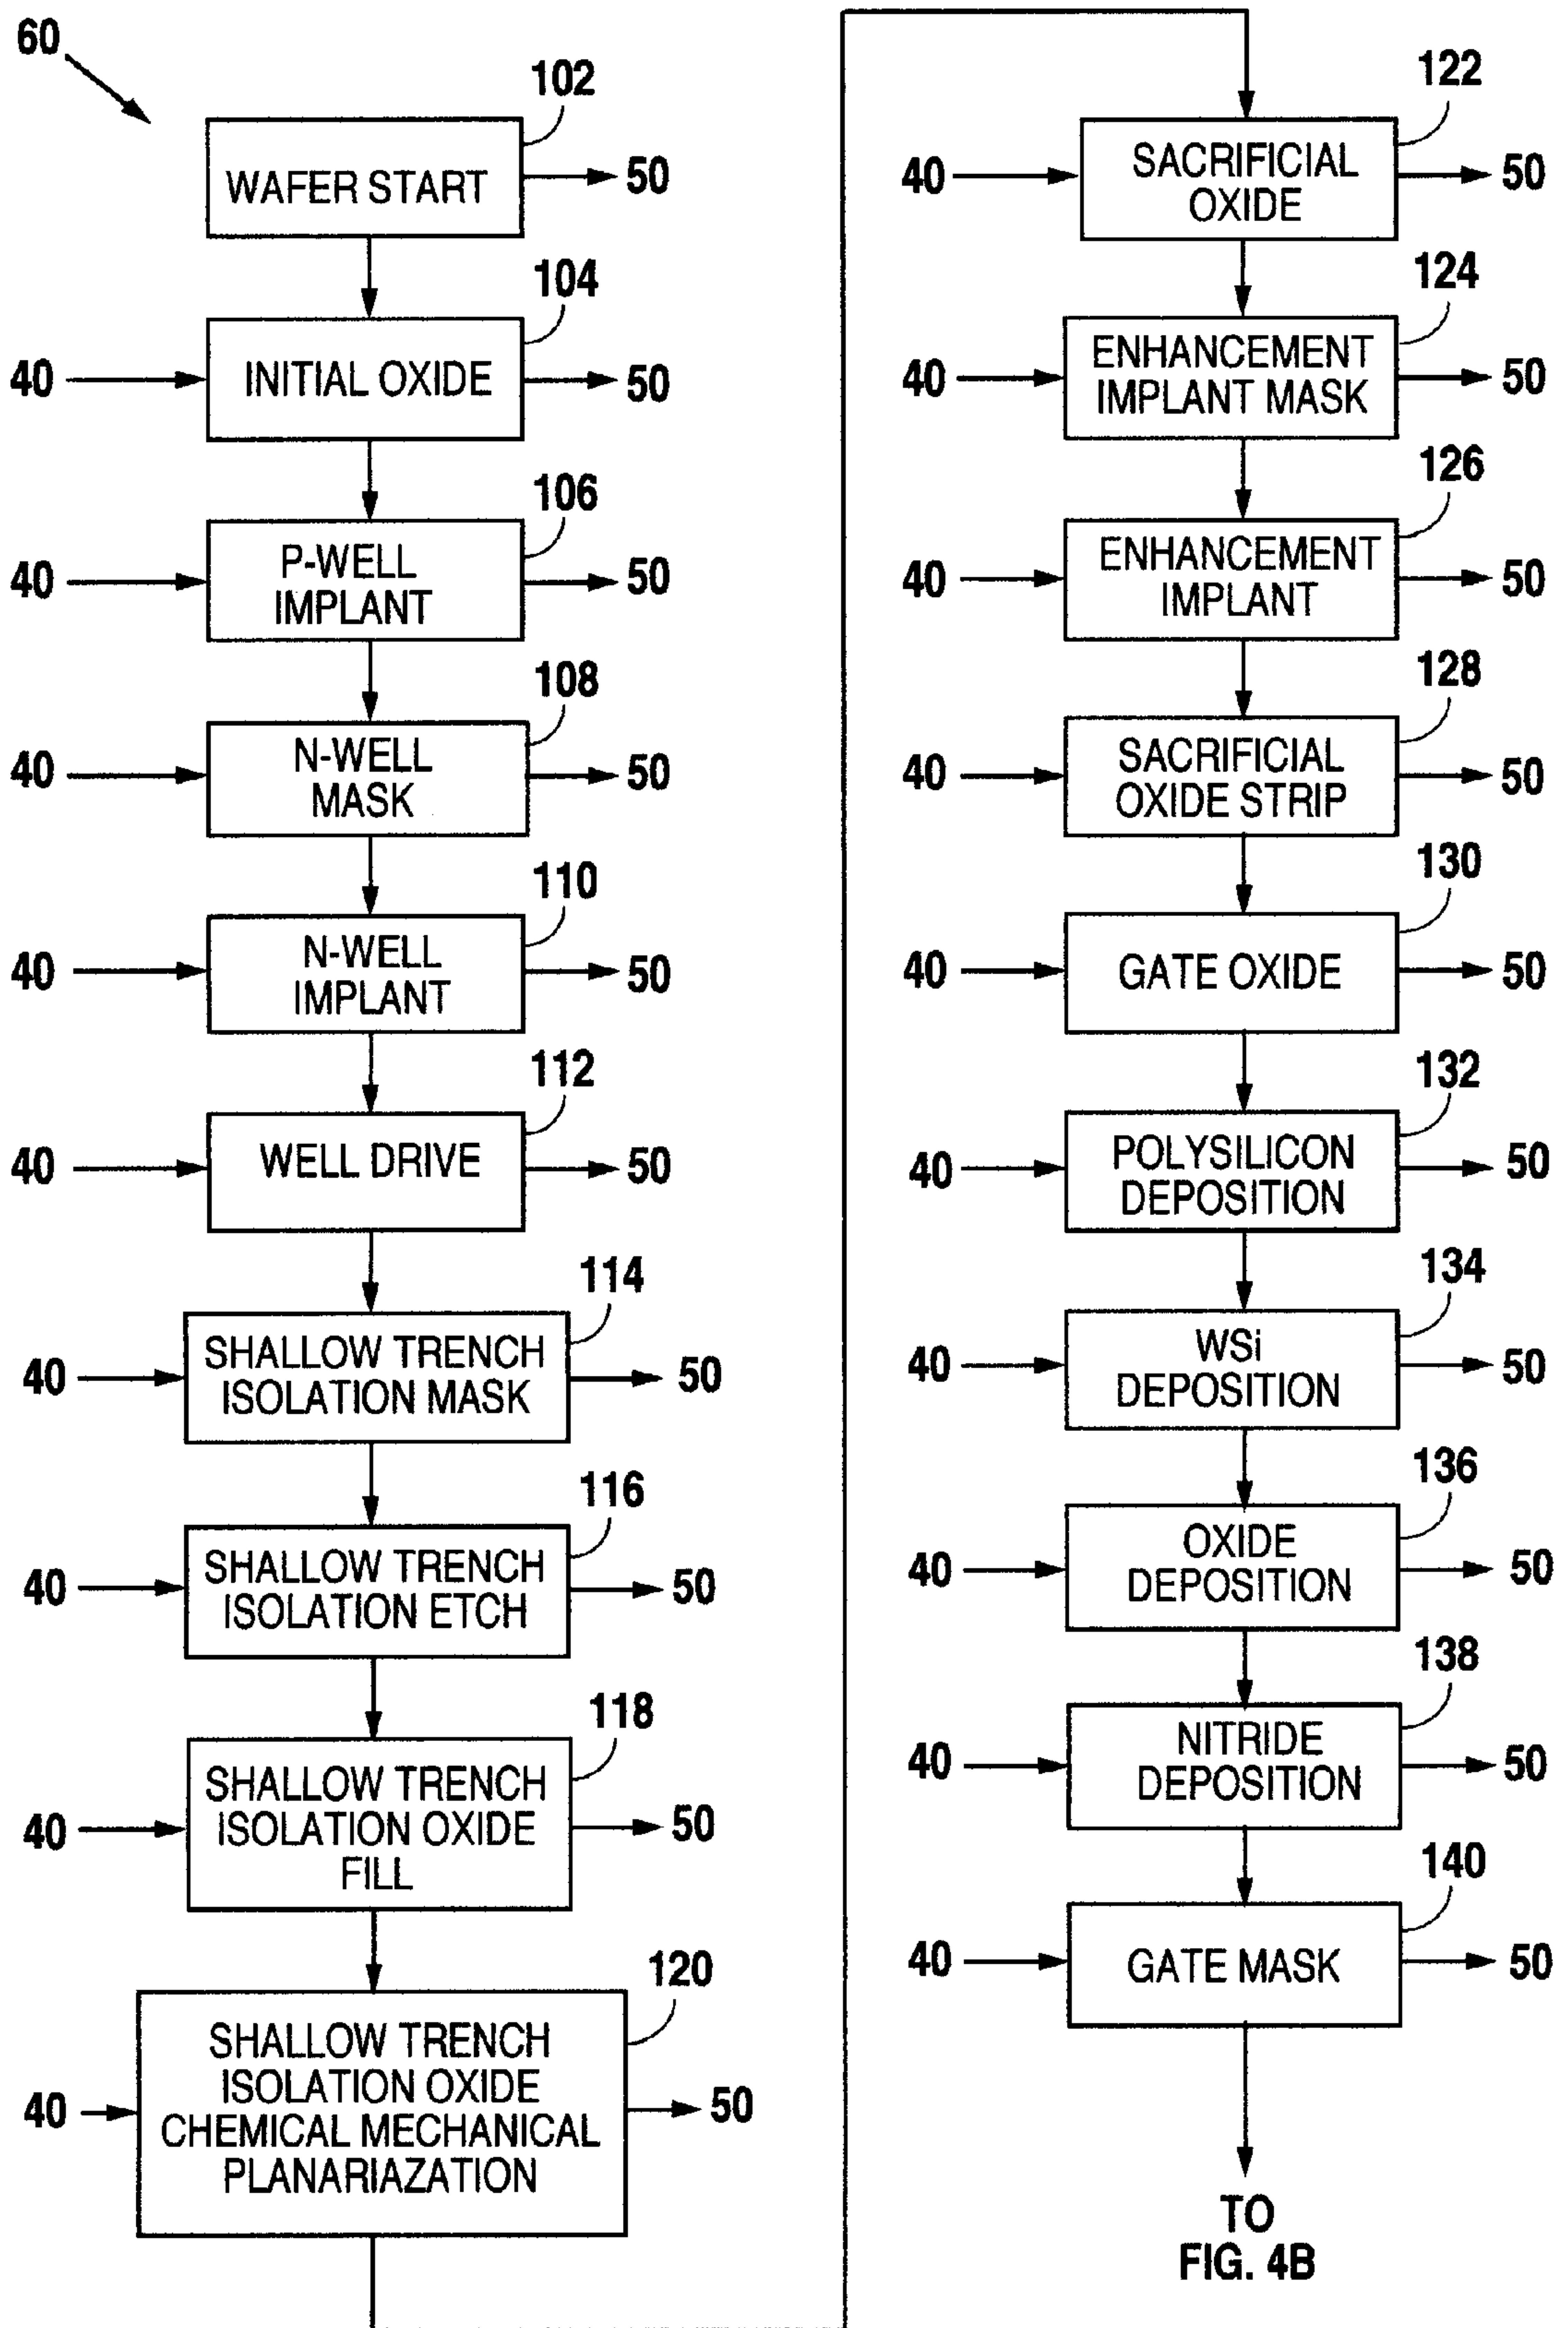 60
102
WAFER START
50
104
40
INITIAL OXIDE
50
106
40
P-WELL
IMPLANT
50
108
40
N-WELL
MASK
50
110
40
N-WELL
IMPLANT
50
112
40
WELL DRIVE
50
114
40
SHALLOW TRENCH
ISOLATION MASK
50
116
40
SHALLOW TRENCH
ISOLATION ETCH
50
118
40
SHALLOW TRENCH
ISOLATION OXIDE
FILL
50
120
40
SHALLOW TRENCH
ISOLATION OXIDE
CHEMICAL MECHANICAL
PLANARIAZATION
50
122
40
SACRIFICIAL
OXIDE
50
124
40
ENHANCEMENT
IMPLANT MASK
50
126
40
ENHANCEMENT
IMPLANT
50
128
40
SACRIFICIAL
OXIDE STRIP
50
130
40
GATE OXIDE
50
132
40
POLYSILICON
DEPOSITION
50
134
40
WSi
DEPOSITION
50
136
40
OXIDE
DEPOSITION
50
138
40
NITRIDE
DEPOSITION
50
140
40
GATE MASK
50
TO
FIG. 4B